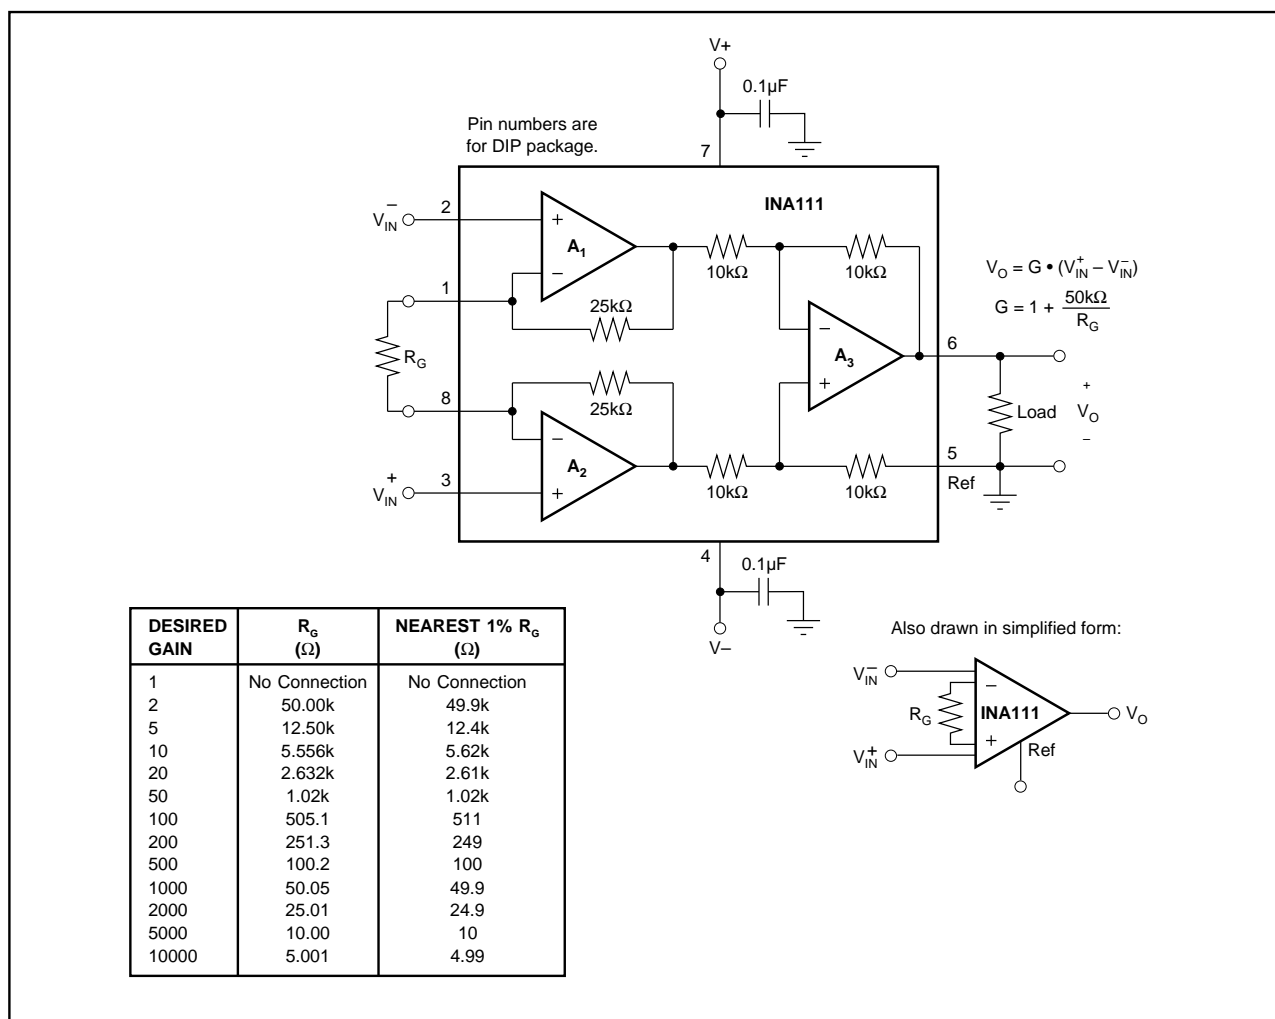 V+
0.1µF
Pin numbers are
for DIP package.
7
INA111
V⁻IN
2
+
A1
−
10kΩ
10kΩ
VO = G • (V⁺IN – V⁻IN)
G = 1 + 50kΩ
RG
1
25kΩ
−
A3
+
6
RG
+
VO
−
Load
8
25kΩ
−
A2
+
10kΩ
10kΩ
5
Ref
V⁺IN
3
4
0.1µF
V–
DESIRED GAIN RG (Ω) NEAREST 1% RG (Ω)
1 No Connection No Connection
2 50.00k 49.9k
5 12.50k 12.4k
10 5.556k 5.62k
20 2.632k 2.61k
50 1.02k 1.02k
100 505.1 511
200 251.3 249
500 100.2 100
1000 50.05 49.9
2000 25.01 24.9
5000 10.00 10
10000 5.001 4.99
Also drawn in simplified form:
V⁻IN
−
RG
INA111
VO
+
V⁺IN
Ref